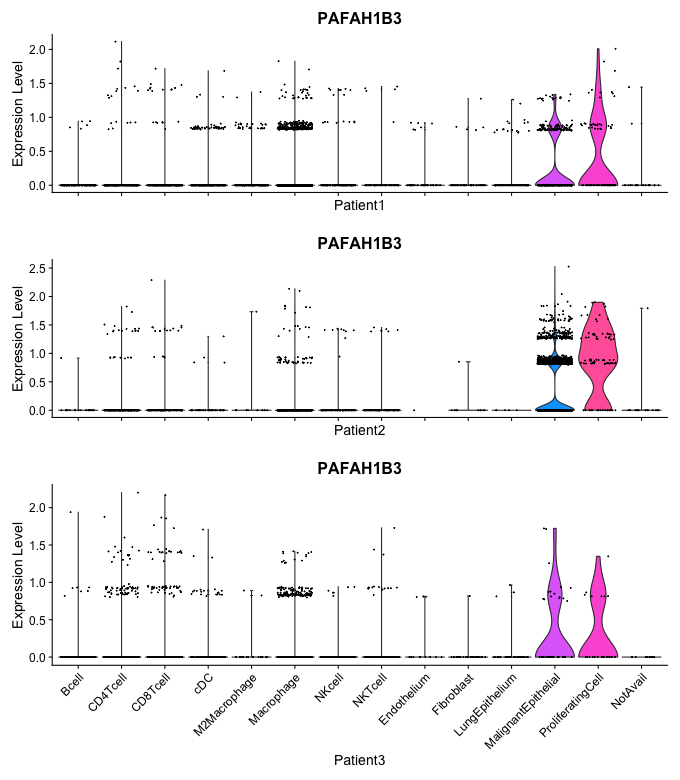 PAFAH1B3
Expression Level
2.0
1.5
1.0
0.5
0.0
Patient1
PAFAH1B3
Expression Level
2.5
2.0
1.5
1.0
0.5
0.0
Patient2
PAFAH1B3
Expression Level
2.0
1.5
1.0
0.5
0.0
Bcell
CD4Tcell
CD8Tcell
cDC
M2Macrophage
Macrophage
NKcell
NKTcell
Endothelium
Fibroblast
LungEpithelium
MalignantEpithelial
ProliferatingCell
NotAvail
Patient3